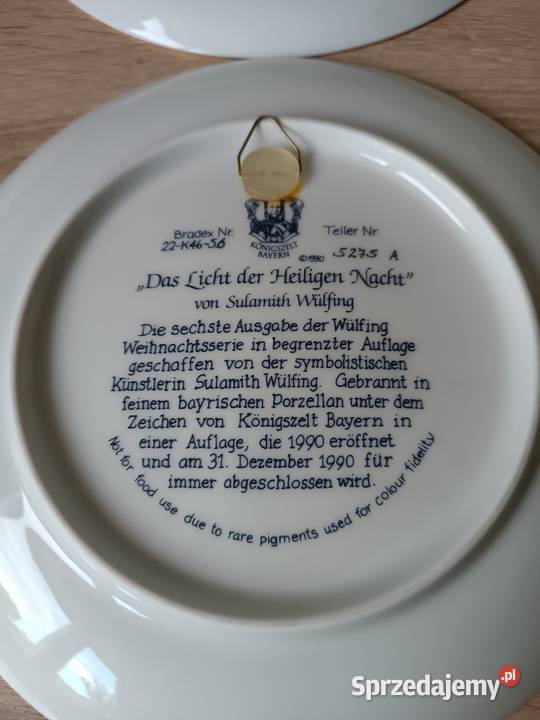 Bradex Nr. 22-K46-5.6
KÖNIGSZELT
BAYERN
©1990
Teller Nr. 5275 A
„Das Licht der Heiligen Nacht"
von Sulamith Wülfing
Die sechste Ausgabe der Wülfing
Weihnachtsserie in begrenzter Auflage
geschaffen von der symbolistischen
Künstlerin Sulamith Wülfing. Gebrannt in
feinem bayrischen Porzellan unter dem
Zeichen von Königszelt Bayern in
einer Auflage, die 1990 eröffnet
und am 31. Dezember 1990 für
immer abgeschlossen wird.
Not for food use due to rare pigments used for colour fidelity
Sprzedajemy.pl